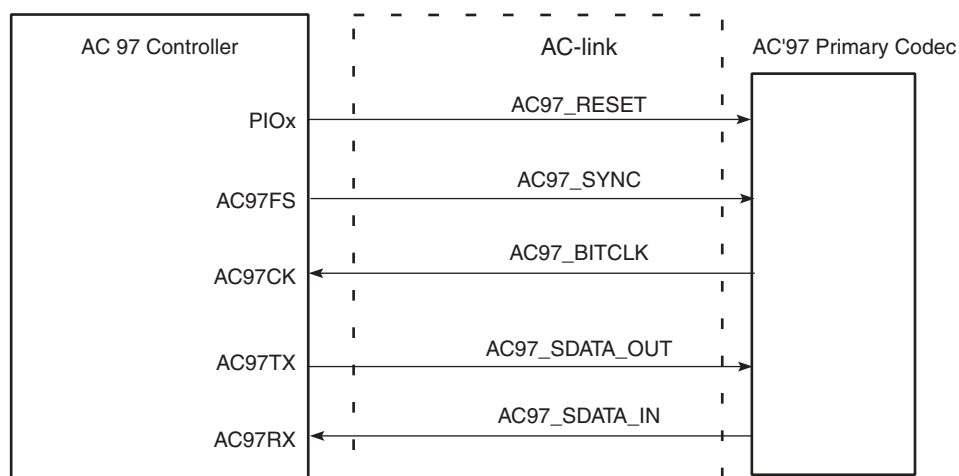 AC 97 Controller
AC-link
AC'97 Primary Codec
PIOx
AC97_RESET
AC97FS
AC97_SYNC
AC97CK
AC97_BITCLK
AC97TX
AC97_SDATA_OUT
AC97RX
AC97_SDATA_IN